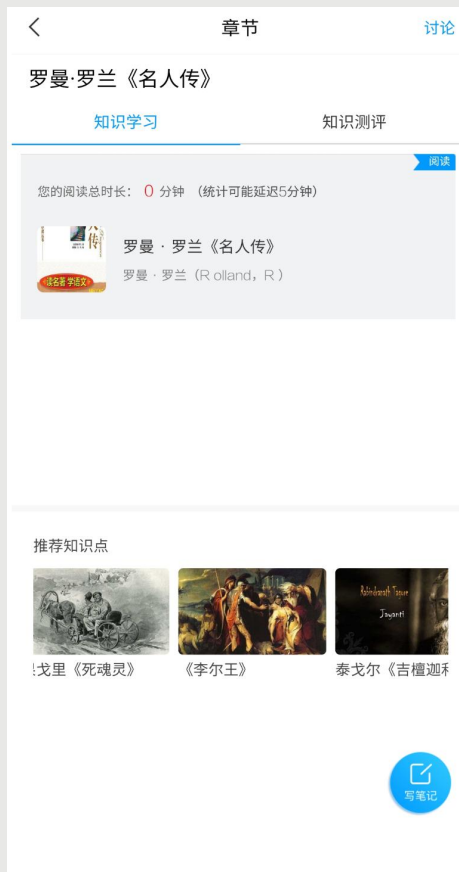 章节
讨论
罗曼·罗兰《名人传》
知识学习
知识测评
阅读
您的阅读总时长： 0 分钟 （统计可能延迟5分钟）
人传
读名著 学语文
罗曼 · 罗兰《名人传》
罗曼 · 罗兰（R olland，R ）
推荐知识点
Rabindranath Tagore
Jayanti
戈里《死魂灵》
《李尔王》
泰戈尔《吉檀迦利
写笔记